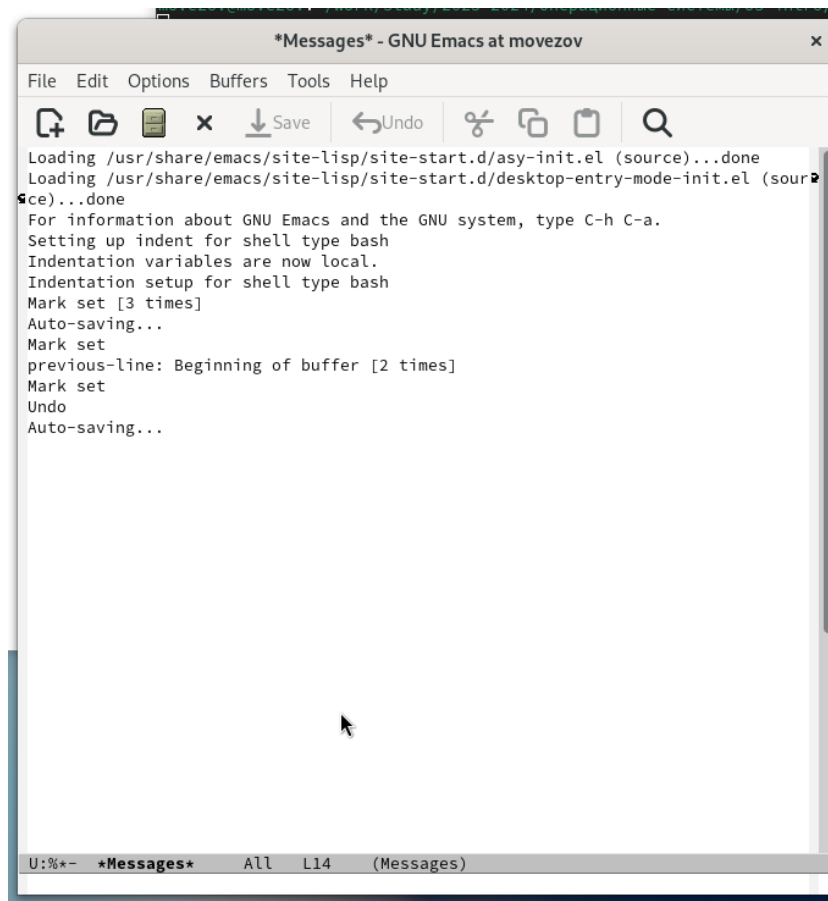 *Messages* - GNU Emacs at movezov
File Edit Options Buffers Tools Help
Save Undo
Loading /usr/share/emacs/site-lisp/site-start.d/asy-init.el (source)...done
Loading /usr/share/emacs/site-lisp/site-start.d/desktop-entry-mode-init.el (sour
ce)...done
For information about GNU Emacs and the GNU system, type C-h C-a.
Setting up indent for shell type bash
Indentation variables are now local.
Indentation setup for shell type bash
Mark set [3 times]
Auto-saving...
Mark set
previous-line: Beginning of buffer [2 times]
Mark set
Undo
Auto-saving...
U:%*- *Messages* All L14 (Messages)